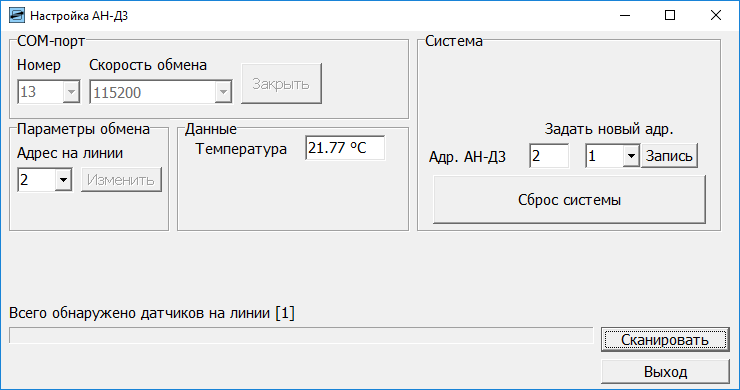 Настройка АН-Д3
COM-порт
Номер Скорость обмена
13 115200 Закрыть
Параметры обмена
Адрес на линии
2 Изменить
Данные
Температура 21.77 °C
Система
Задать новый адр.
Адр. АН-Д3 2 1 Запись
Сброс системы
Всего обнаружено датчиков на линии [1]
Сканировать
Выход